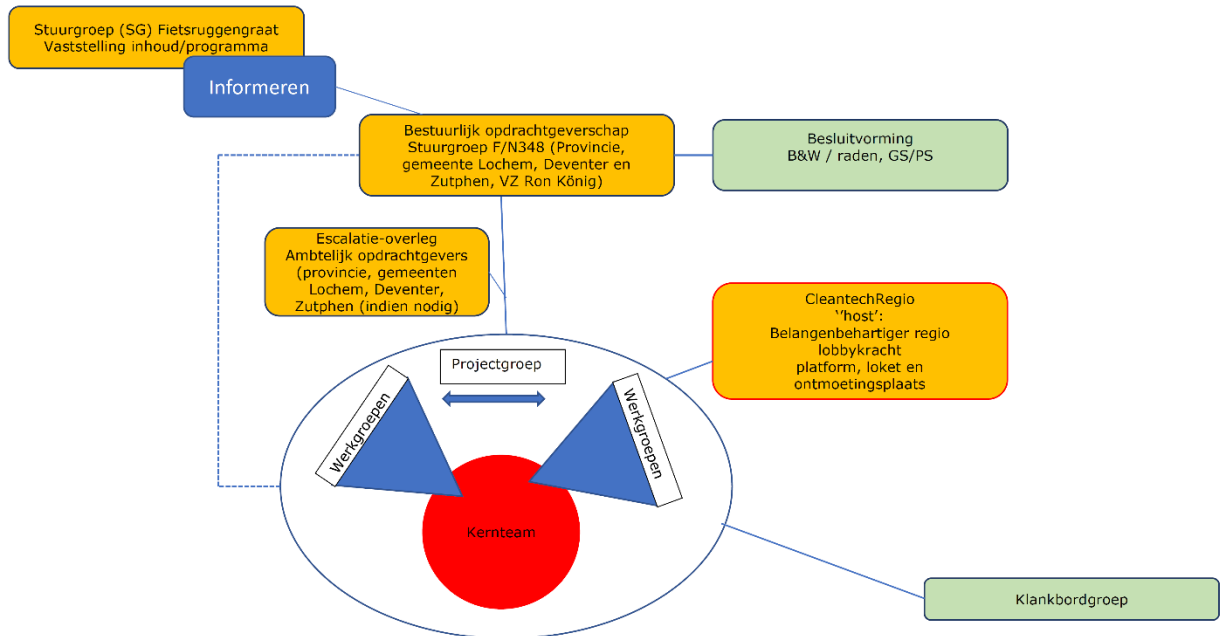 Stuurgroep (SG) Fietsruggengraat
Vaststelling inhoud/programma
Informeren
Bestuurlijk opdrachtgeverschap
Stuurgroep F/N348 (Provincie,
gemeente Lochem, Deventer en
Zutphen, VZ Ron König)
Besluitvorming
B&W / raden, GS/PS
Escalatie-overleg
Ambtelijk opdrachtgevers
(provincie, gemeenten
Lochem, Deventer,
Zutphen (indien nodig)
CleantechRegio
‘’host’:
Belangenbehartiger regio
lobbykracht
platform, loket en
ontmoetingsplaats
Projectgroep
Werkgroepen
Werkgroepen
Kernteam
Klankbordgroep